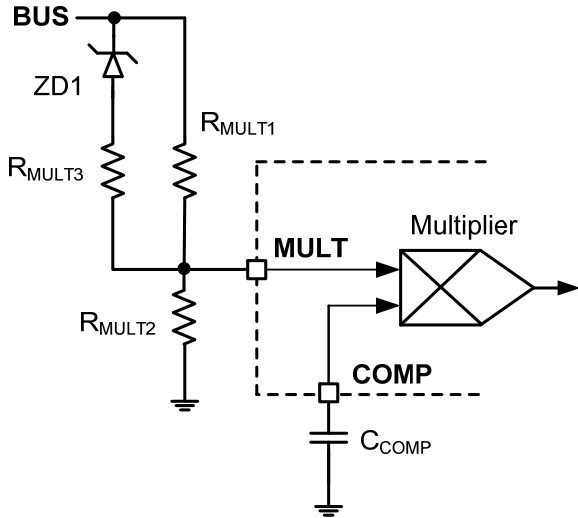 BUS
ZD1
RMULT1
RMULT3
MULT
Multiplier
RMULT2
COMP
CCOMP